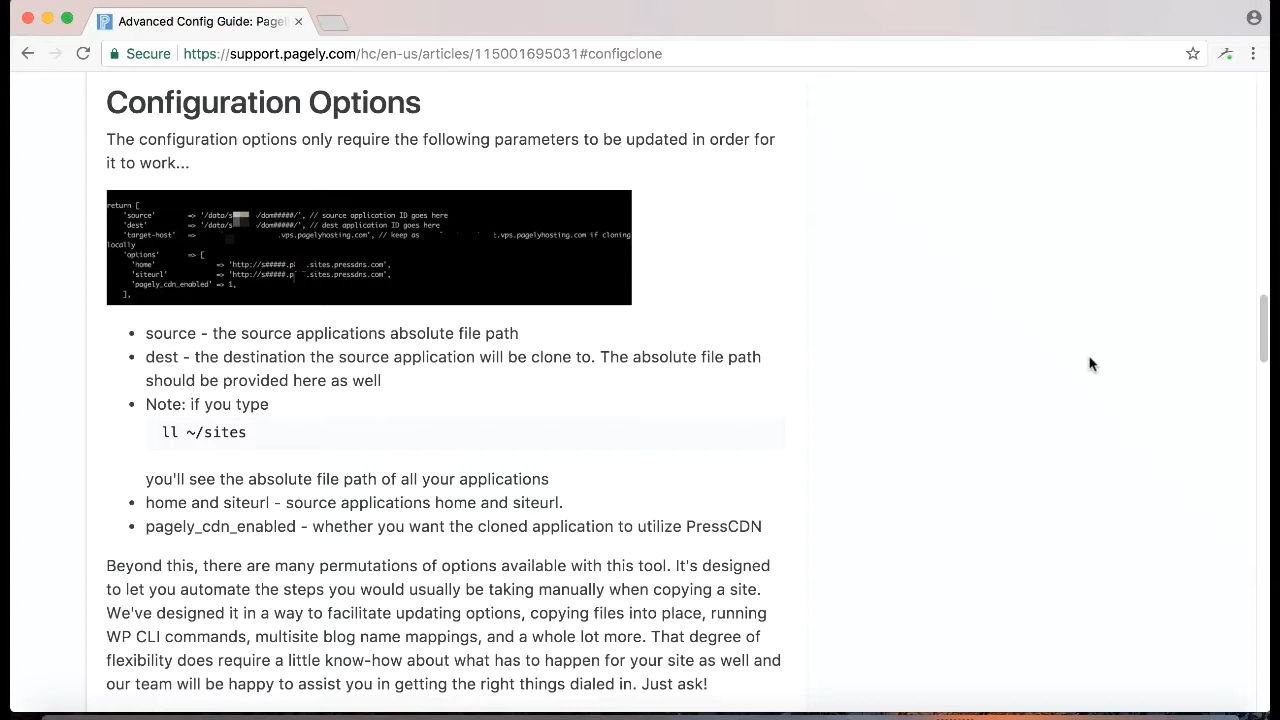 Advanced Config Guide: Pagel
Secure https://support.pagely.com/hc/en-us/articles/115001695031#configclone
Configuration Options
The configuration options only require the following parameters to be updated in order for
it to work...
return [
'source' => '/data/s /dom#####/', // source application ID goes here
'dest' => '/data/s /dom#####/', // dest application ID goes here
'target-host' => .vps.pagelyhosting.com', // keep as .vps.pagelyhosting.com if cloning
locally
'options' => [
'home' => 'http://s#####.p .sites.pressdns.com',
'siteurl' => 'http://s#####.p .sites.pressdns.com',
'pagely_cdn_enabled' => 1,
],
• source - the source applications absolute file path
• dest - the destination the source application will be clone to. The absolute file path
should be provided here as well
• Note: if you type
ll ~/sites
you'll see the absolute file path of all your applications
• home and siteurl - source applications home and siteurl.
• pagely_cdn_enabled - whether you want the cloned application to utilize PressCDN
Beyond this, there are many permutations of options available with this tool. It's designed
to let you automate the steps you would usually be taking manually when copying a site.
We've designed it in a way to facilitate updating options, copying files into place, running
WP CLI commands, multisite blog name mappings, and a whole lot more. That degree of
flexibility does require a little know-how about what has to happen for your site as well and
our team will be happy to assist you in getting the right things dialed in. Just ask!